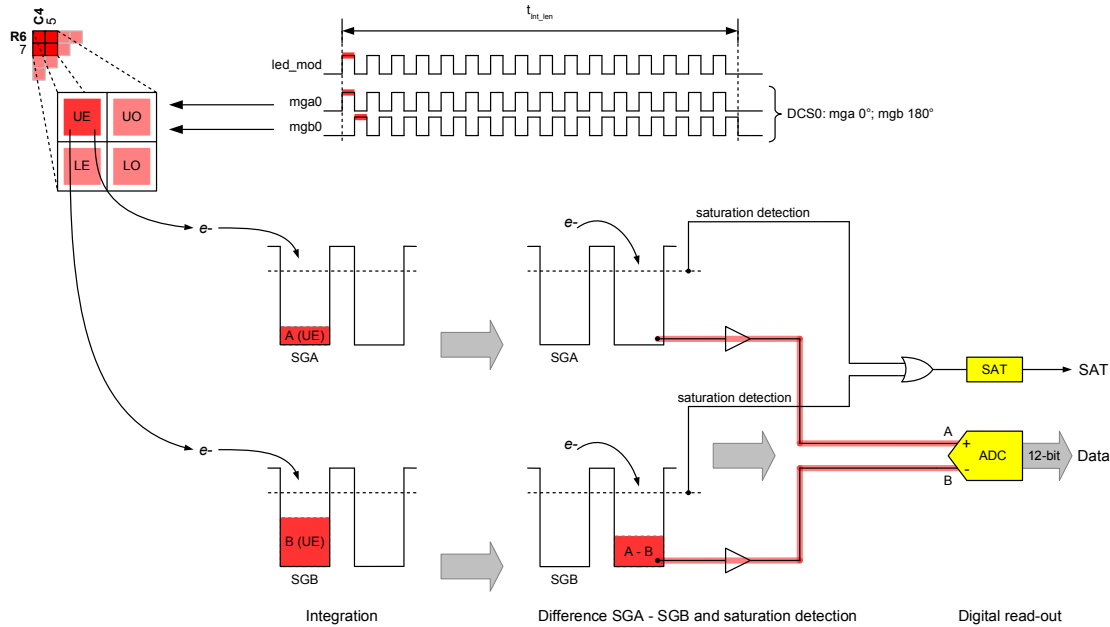 C4
5
R6
7
t_Int_len
led_mod
mga0
mgb0
DCS0: mga 0°; mgb 180°
UE
UO
LE
LO
saturation detection
e-
e-
A (UE)
SGA
SGA
SAT
SAT
saturation detection
e-
e-
A
+
ADC
12-bit
Data
-
B
B (UE)
A - B
SGB
SGB
Integration
Difference SGA - SGB and saturation detection
Digital read-out